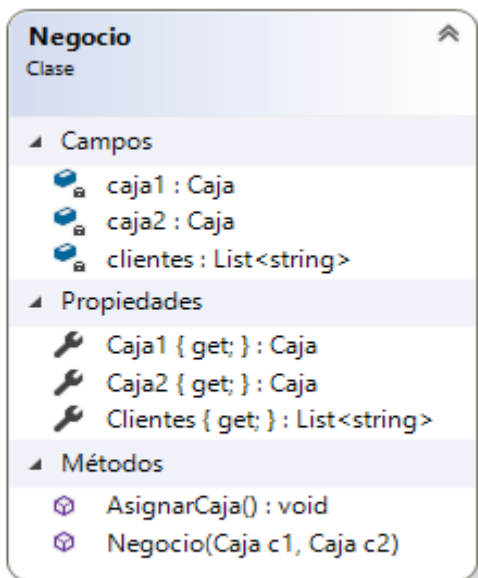 Negocio
Clase
Campos
caja1 : Caja
caja2 : Caja
clientes : List<string>
Propiedades
Caja1 { get; } : Caja
Caja2 { get; } : Caja
Clientes { get; } : List<string>
Métodos
AsignarCaja() : void
Negocio(Caja c1, Caja c2)